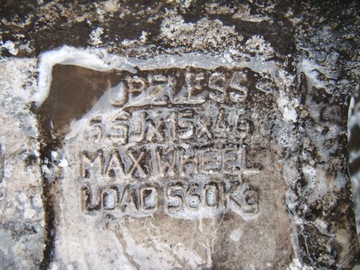 UBELESS
5.5Jx15x45
MAX WHEEL
LOAD 560KG